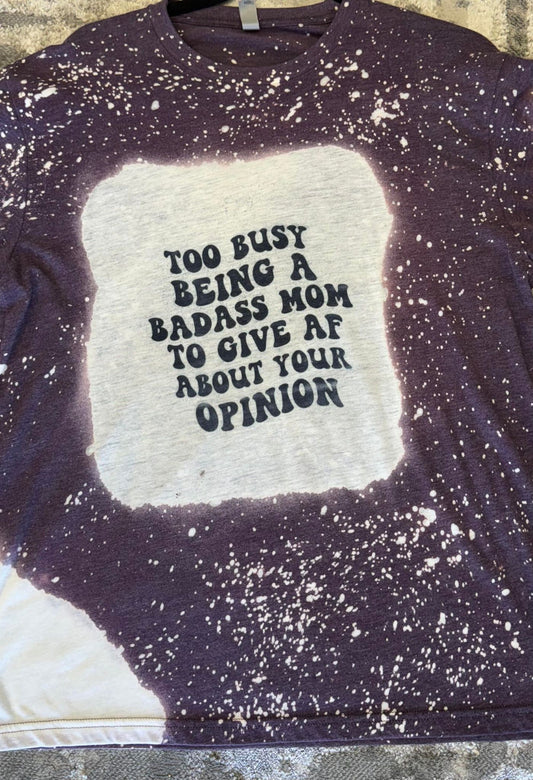 TOO BUSY
BEING A
BADASS MOM
TO GIVE AF
ABOUT YOUR
OPINION